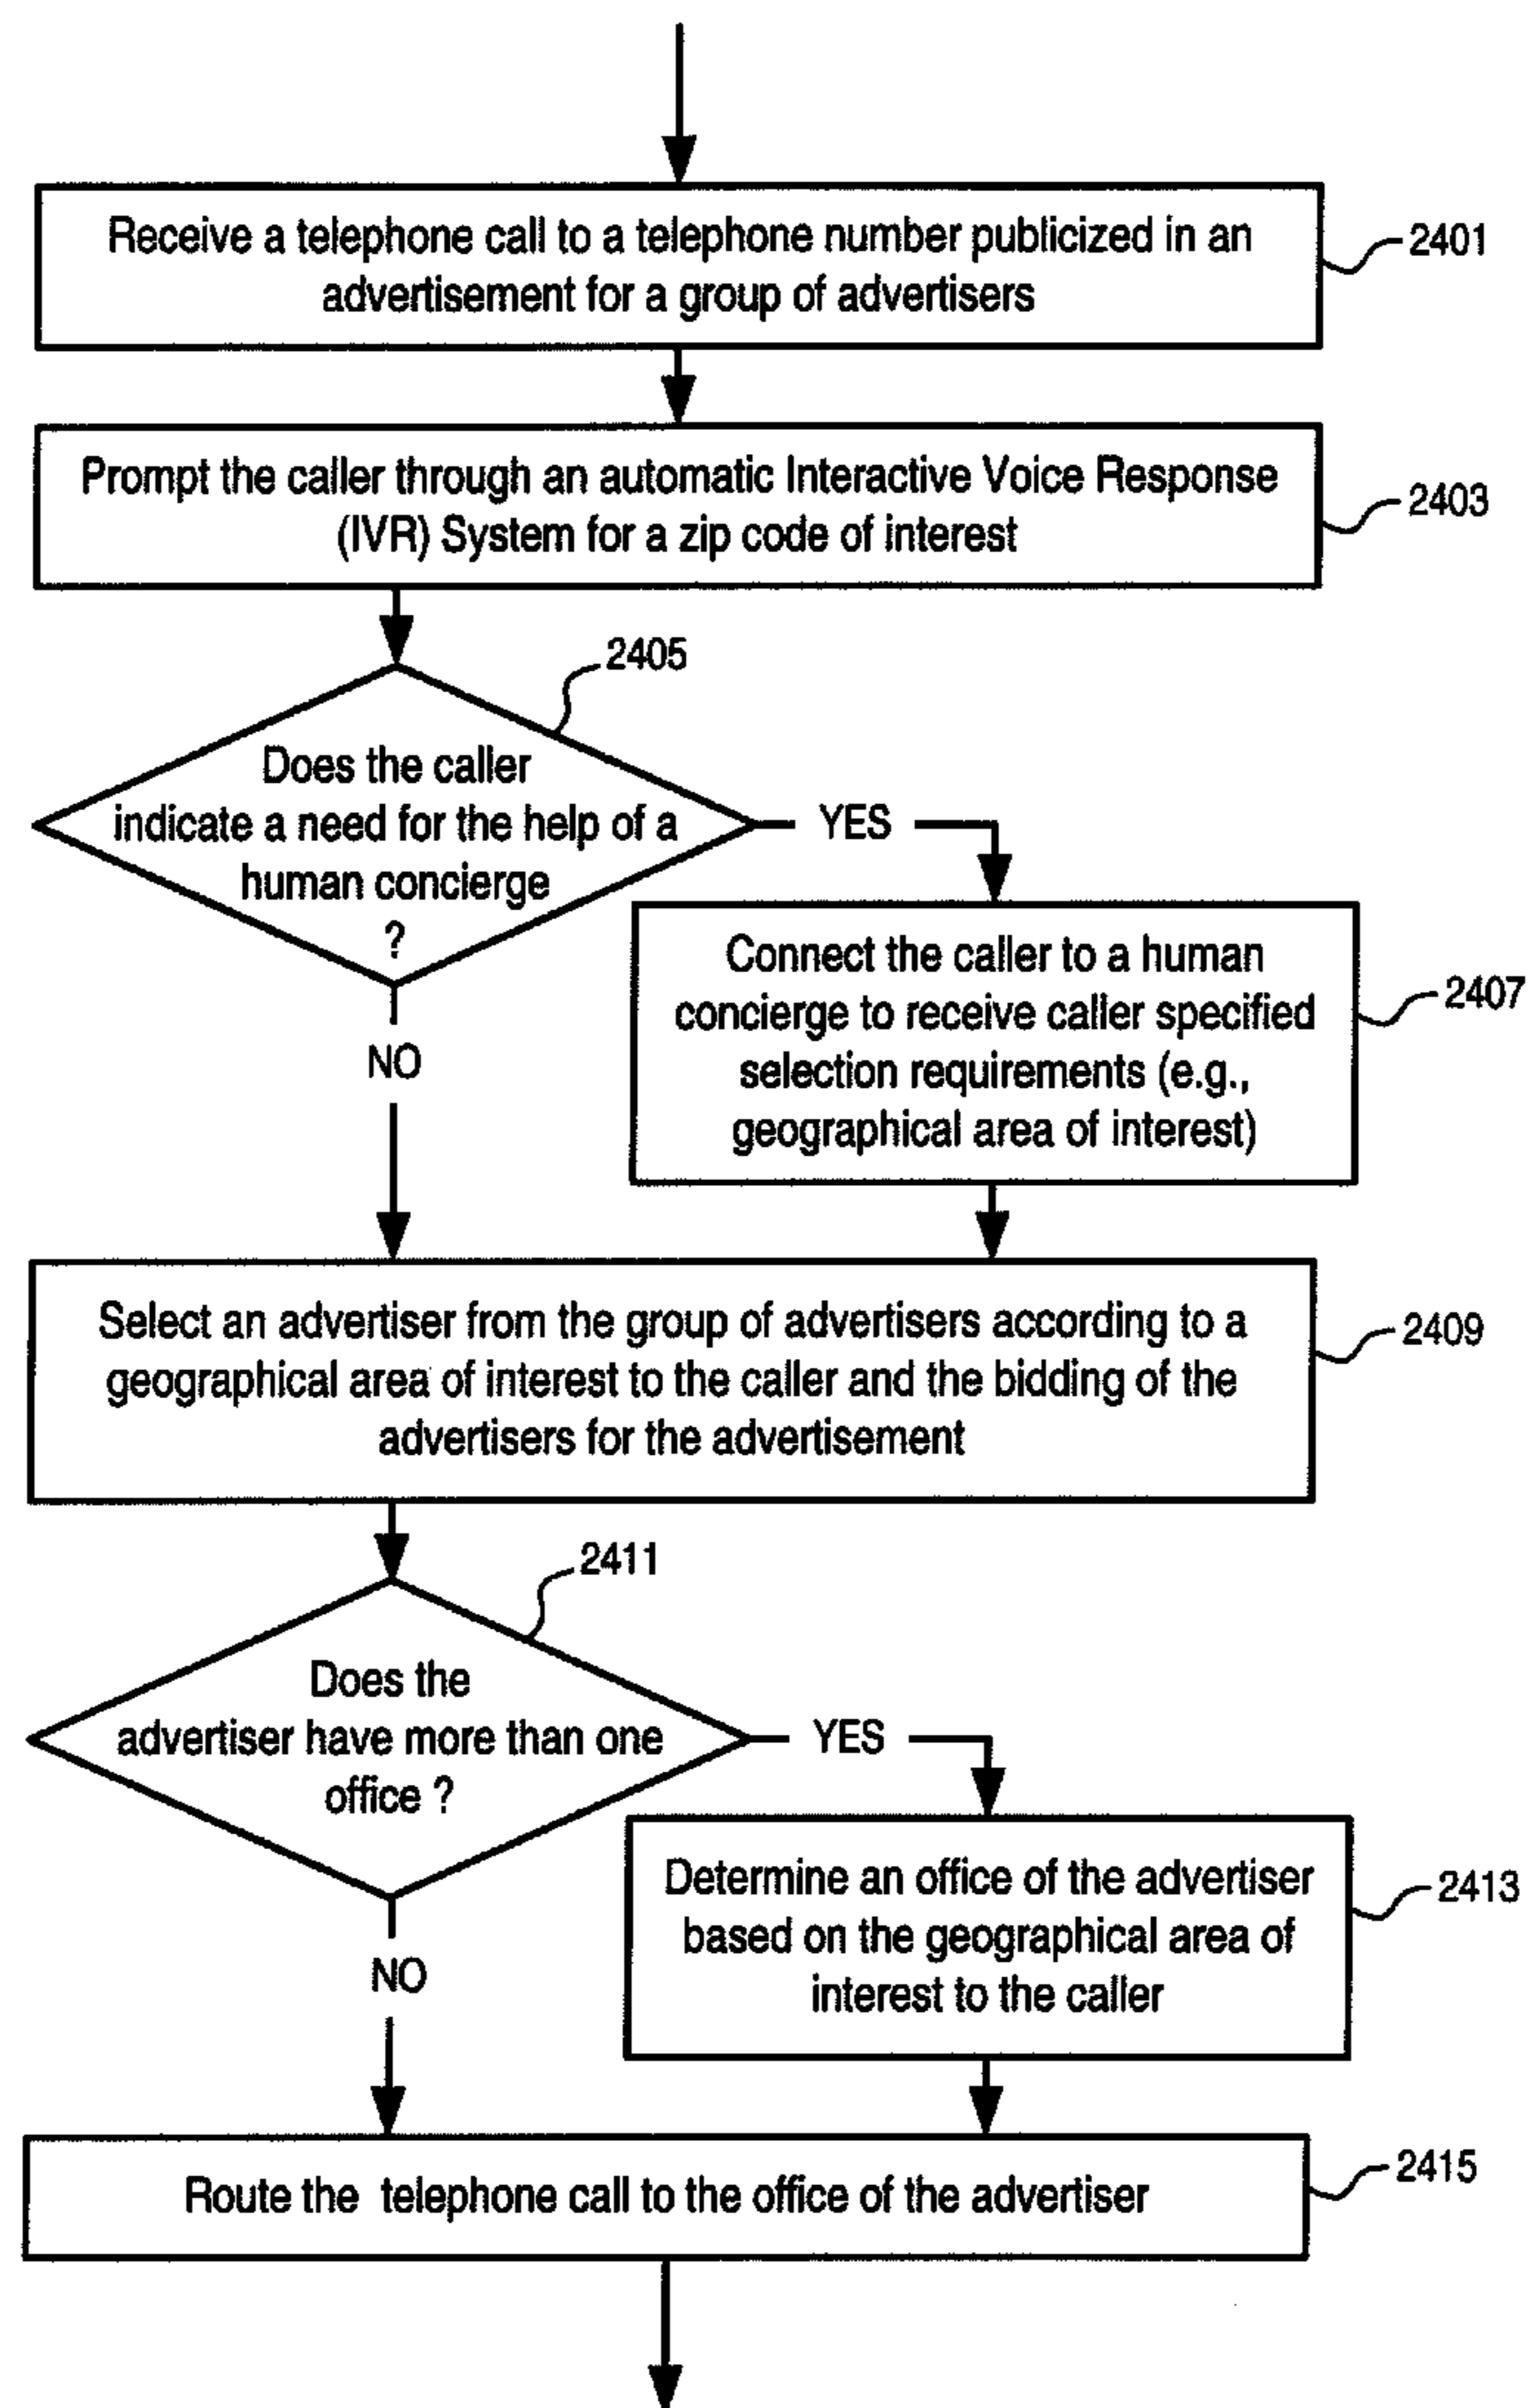 Receive a telephone call to a telephone number publicized in an
advertisement for a group of advertisers
2401
Prompt the caller through an automatic Interactive Voice Response
(IVR) System for a zip code of interest
2403
2405
Does the caller
indicate a need for the help of a
human concierge
?
YES
NO
Connect the caller to a human
concierge to receive caller specified
selection requirements (e.g.,
geographical area of interest)
2407
Select an advertiser from the group of advertisers according to a
geographical area of interest to the caller and the bidding of the
advertisers for the advertisement
2409
2411
Does the
advertiser have more than one
office ?
YES
NO
Determine an office of the advertiser
based on the geographical area of
interest to the caller
2413
Route the telephone call to the office of the advertiser
2415